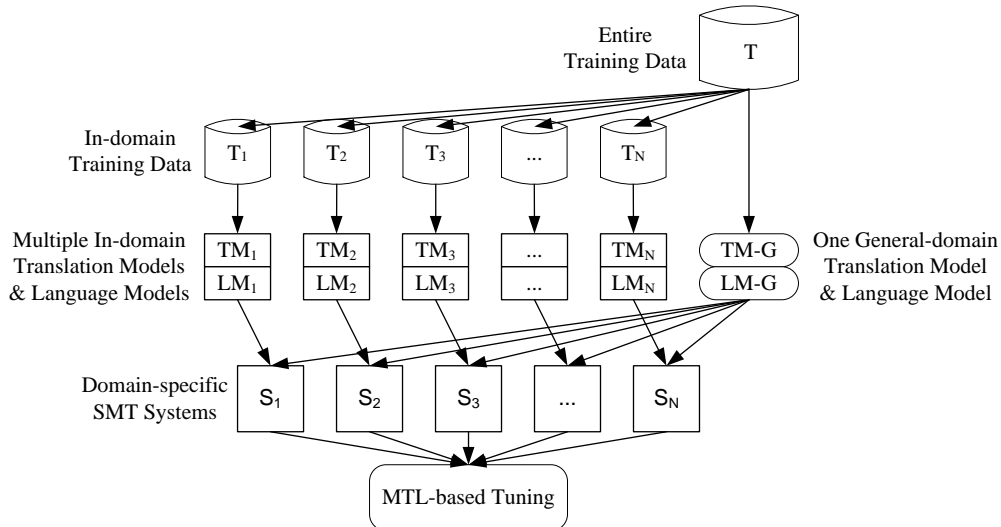 Entire
Training Data
T
In-domain
Training Data
T1
T2
T3
...
TN
Multiple In-domain
Translation Models
& Language Models
TM1
TM2
TM3
...
TMN
TM-G
LM1
LM2
LM3
...
LMN
LM-G
One General-domain
Translation Model
& Language Model
Domain-specific
SMT Systems
S1
S2
S3
...
SN
MTL-based Tuning